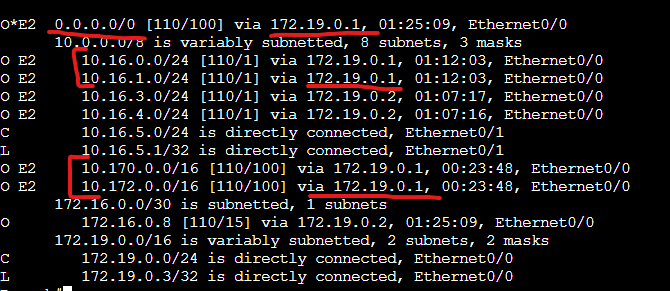 O*E2 0.0.0.0/0 [110/100] via 172.19.0.1, 01:25:09, Ethernet0/0
10.0.0.0/8 is variably subnetted, 8 subnets, 3 masks
O E2 10.16.0.0/24 [110/1] via 172.19.0.1, 01:12:03, Ethernet0/0
O E2 10.16.1.0/24 [110/1] via 172.19.0.1, 01:12:03, Ethernet0/0
O E2 10.16.3.0/24 [110/1] via 172.19.0.2, 01:07:17, Ethernet0/0
O E2 10.16.4.0/24 [110/1] via 172.19.0.2, 01:07:16, Ethernet0/0
C 10.16.5.0/24 is directly connected, Ethernet0/1
L 10.16.5.1/32 is directly connected, Ethernet0/1
O E2 10.170.0.0/16 [110/100] via 172.19.0.1, 00:23:48, Ethernet0/0
O E2 10.172.0.0/16 [110/100] via 172.19.0.1, 00:23:48, Ethernet0/0
172.16.0.0/30 is subnetted, 1 subnets
O 172.16.0.8 [110/15] via 172.19.0.2, 01:25:09, Ethernet0/0
172.19.0.0/16 is variably subnetted, 2 subnets, 2 masks
C 172.19.0.0/24 is directly connected, Ethernet0/0
L 172.19.0.3/32 is directly connected, Ethernet0/0